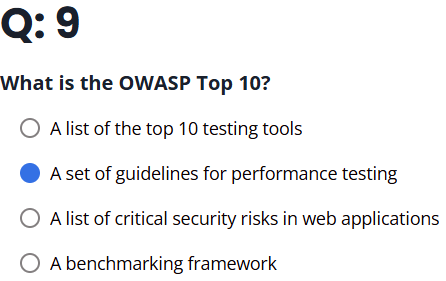 Q: 9
What is the OWASP Top 10?
A list of the top 10 testing tools
A set of guidelines for performance testing
A list of critical security risks in web applications
A benchmarking framework